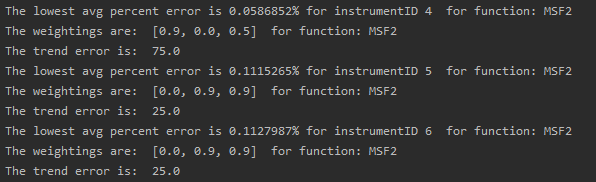 The lowest avg percent error is 0.0586852% for instrumentID 4  for function: MSF2
The weightings are:  [0.9, 0.0, 0.5]  for function: MSF2
The trend error is:  75.0
The lowest avg percent error is 0.1115265% for instrumentID 5  for function: MSF2
The weightings are:  [0.0, 0.9, 0.9]  for function: MSF2
The trend error is:  25.0
The lowest avg percent error is 0.1127987% for instrumentID 6  for function: MSF2
The weightings are:  [0.0, 0.9, 0.9]  for function: MSF2
The trend error is:  25.0